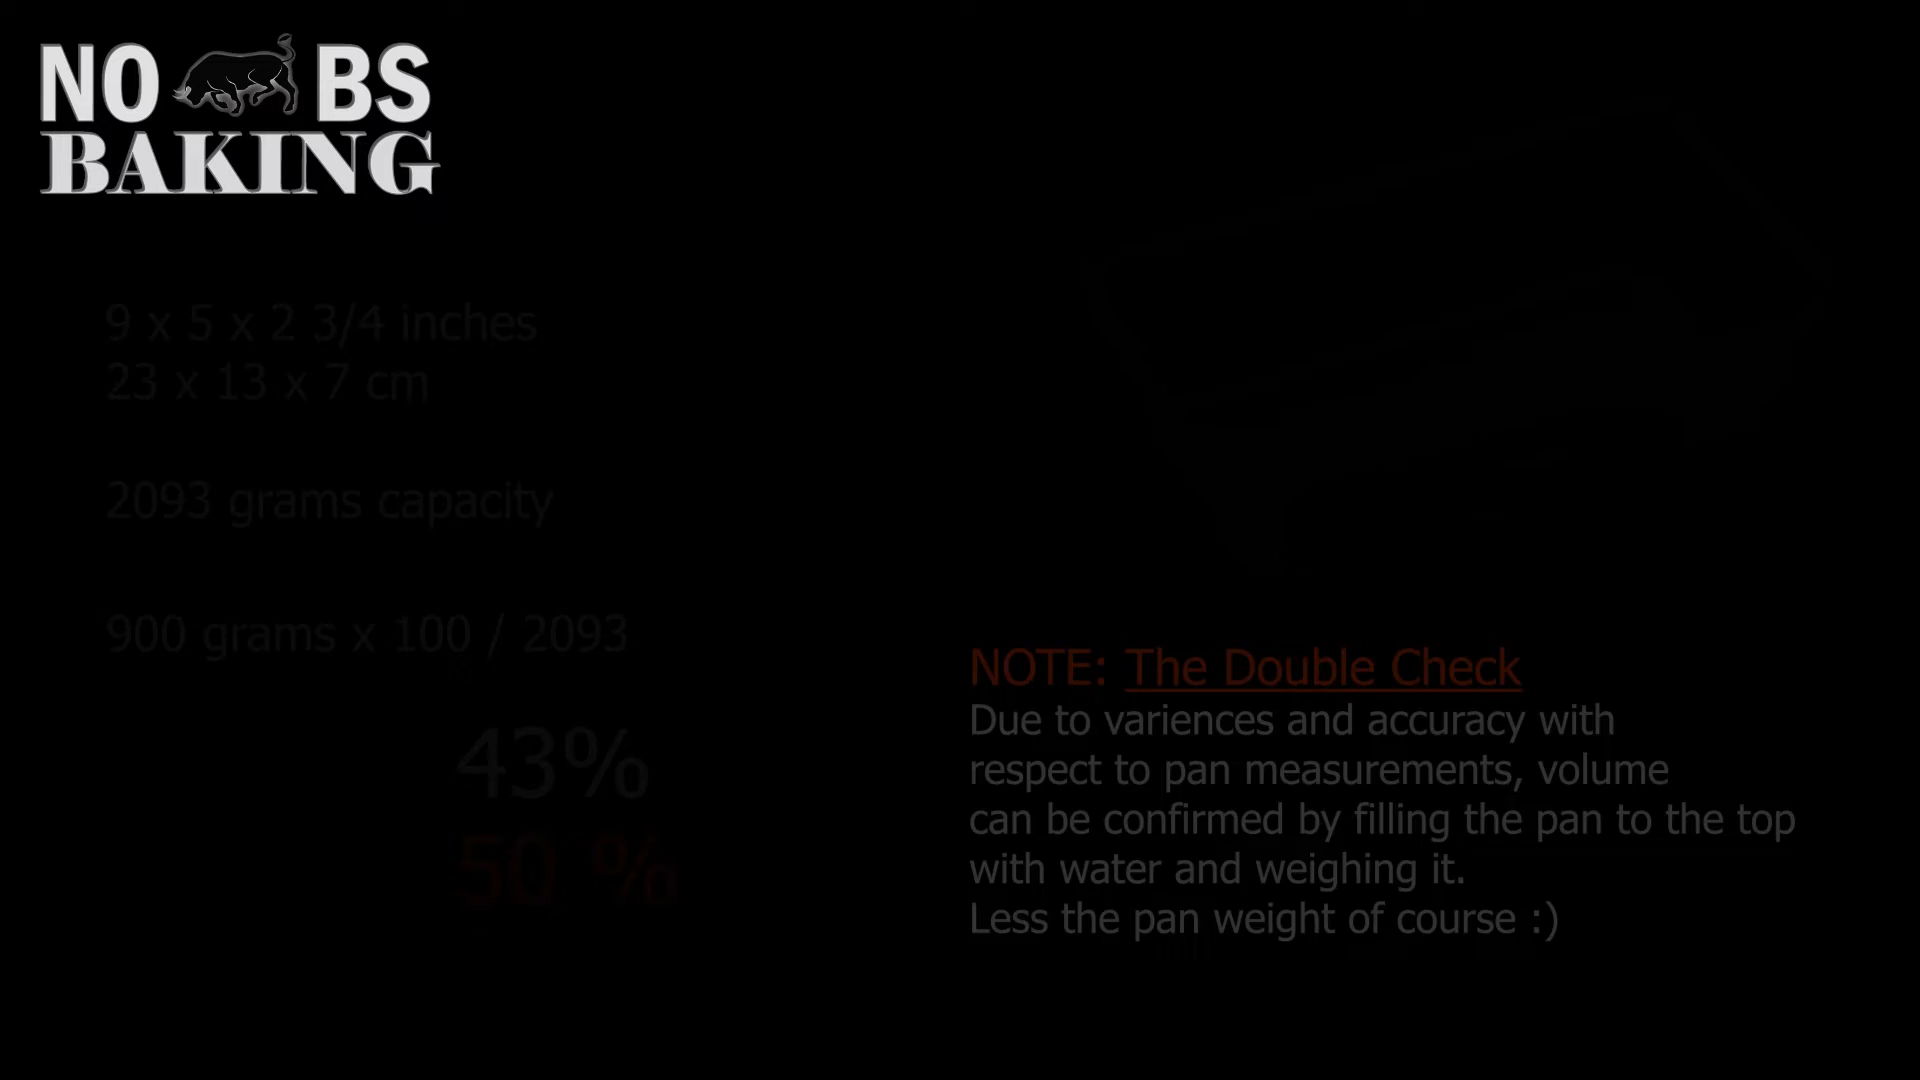 NO BS
BAKING
9 x 5 x 2 3/4 inches
23 x 13 x 7 cm
2093 grams capacity
900 grams x 100 / 2093
43%
50 %
NOTE: The Double Check
Due to variences and accuracy with
respect to pan measurements, volume
can be confirmed by filling the pan to the top
with water and weighing it.
Less the pan weight of course :)